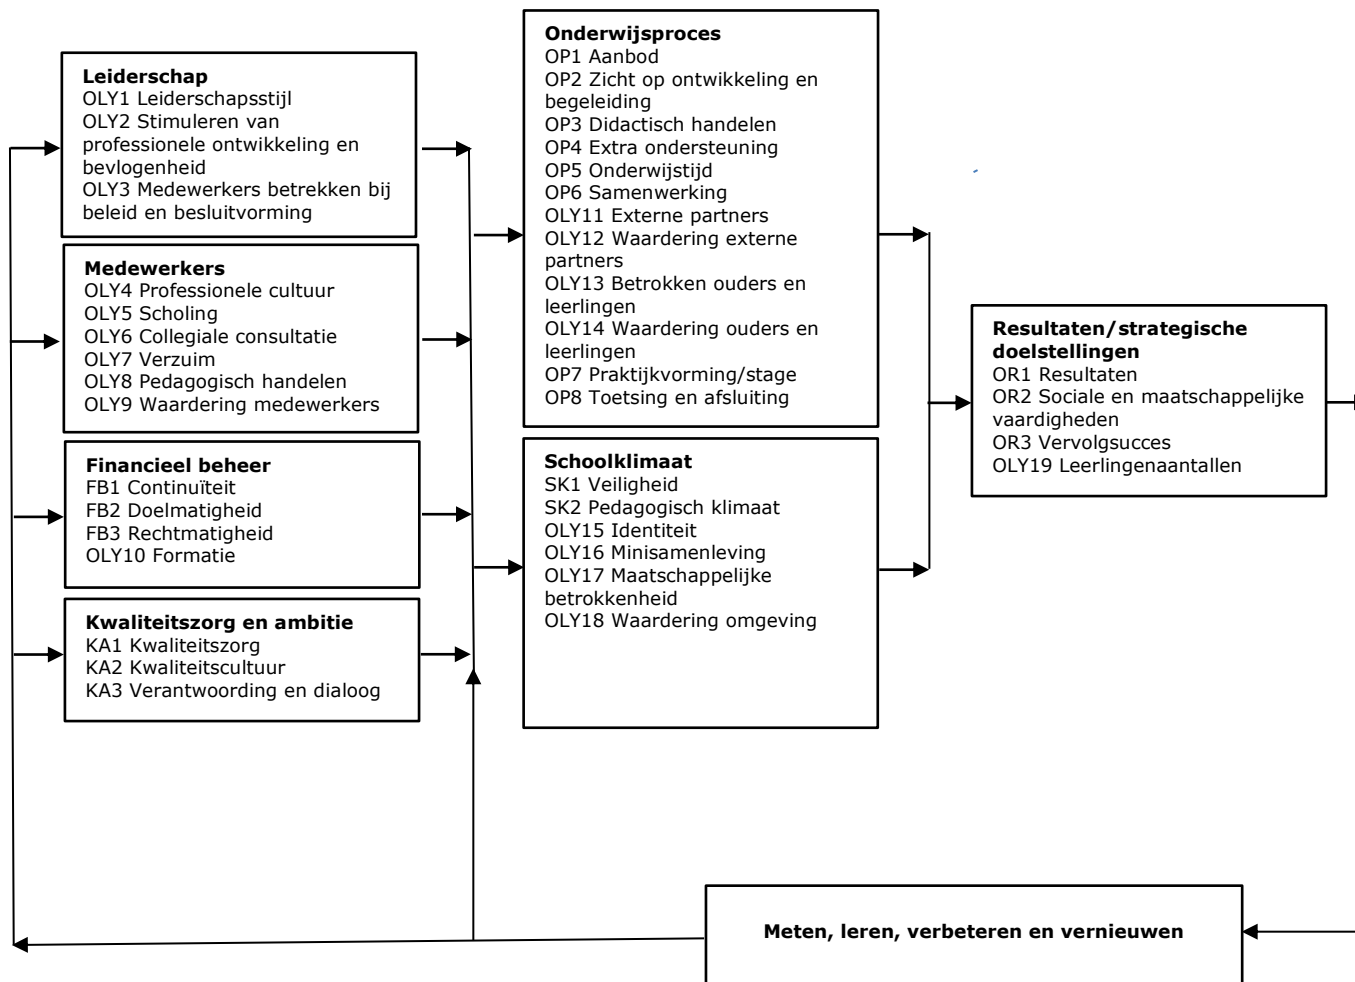 Leiderschap
OLY1 Leiderschapsstijl
OLY2 Stimuleren van
professionele ontwikkeling en
bevlogenheid
OLY3 Medewerkers betrekken bij
beleid en besluitvorming
Medewerkers
OLY4 Professionele cultuur
OLY5 Scholing
OLY6 Collegiale consultatie
OLY7 Verzuim
OLY8 Pedagogisch handelen
OLY9 Waardering medewerkers
Financieel beheer
FB1 Continuïteit
FB2 Doelmatigheid
FB3 Rechtmatigheid
OLY10 Formatie
Kwaliteitszorg en ambitie
KA1 Kwaliteitszorg
KA2 Kwaliteitscultuur
KA3 Verantwoording en dialoog
Onderwijsproces
OP1 Aanbod
OP2 Zicht op ontwikkeling en
begeleiding
OP3 Didactisch handelen
OP4 Extra ondersteuning
OP5 Onderwijstijd
OP6 Samenwerking
OLY11 Externe partners
OLY12 Waardering externe
partners
OLY13 Betrokken ouders en
leerlingen
OLY14 Waardering ouders en
leerlingen
OP7 Praktijkvorming/stage
OP8 Toetsing en afsluiting
Schoolklimaat
SK1 Veiligheid
SK2 Pedagogisch klimaat
OLY15 Identiteit
OLY16 Minisamenleving
OLY17 Maatschappelijke
betrokkenheid
OLY18 Waardering omgeving
Resultaten/strategische
doelstellingen
OR1 Resultaten
OR2 Sociale en maatschappelijke
vaardigheden
OR3 Vervolgsucces
OLY19 Leerlingenaantallen
Meten, leren, verbeteren en vernieuwen